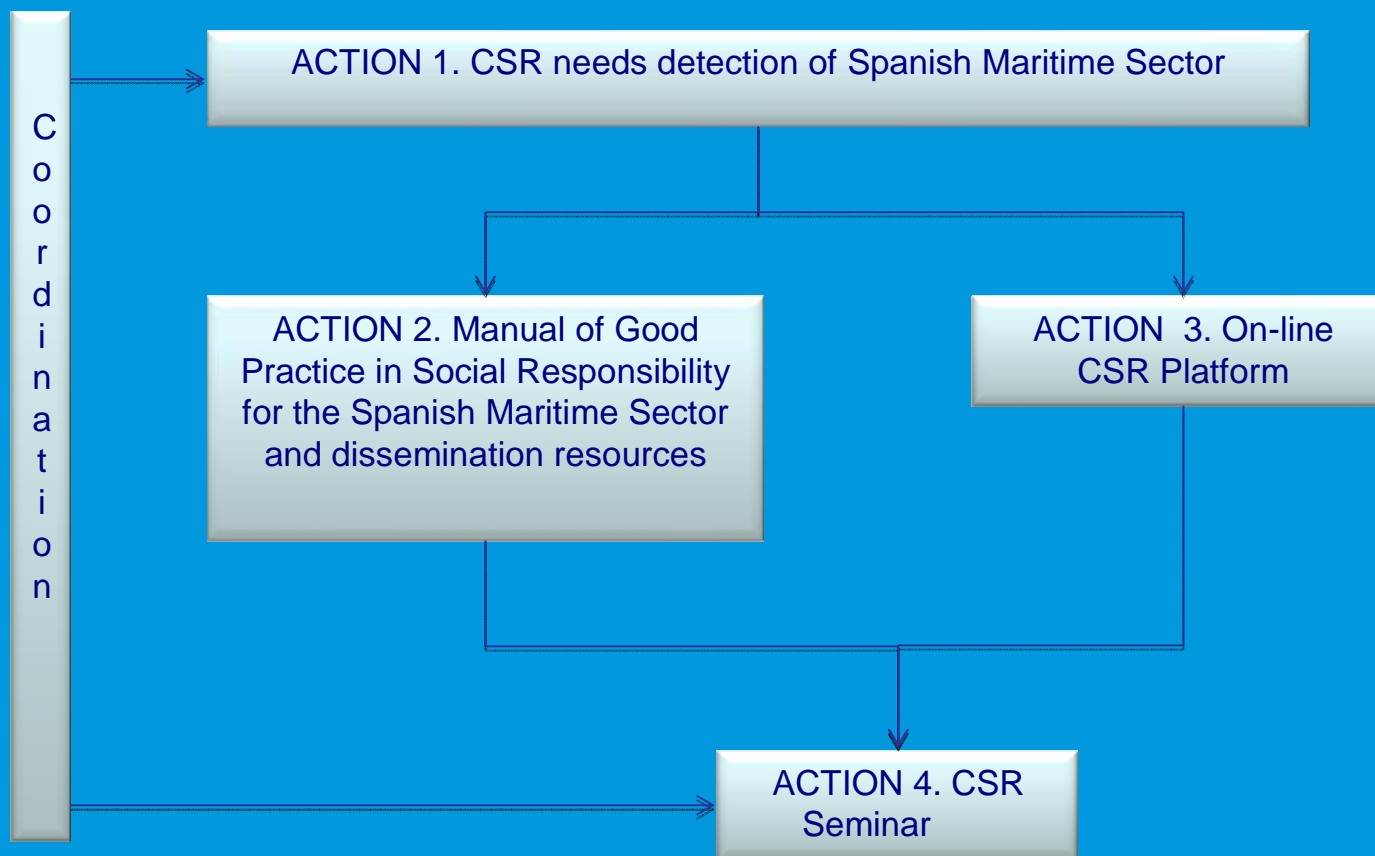 Coordination
ACTION 1. CSR needs detection of Spanish Maritime Sector
ACTION 2. Manual of Good
Practice in Social Responsibility
for the Spanish Maritime Sector
and dissemination resources
ACTION 3. On-line
CSR Platform
ACTION 4. CSR
Seminar